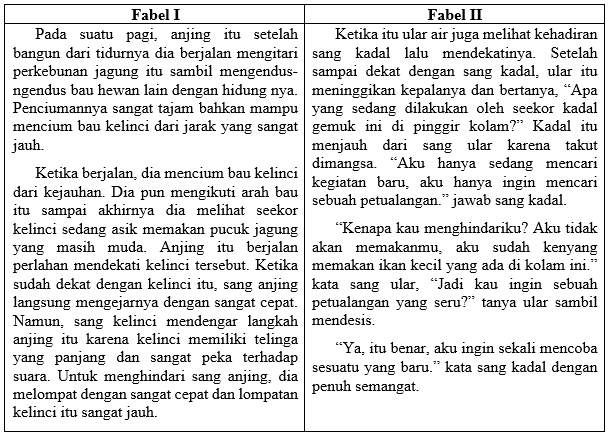 Fabel I
Pada suatu pagi, anjing itu setelah
bangun dari tidurnya dia berjalan mengitari
perkebunan jagung itu sambil mengendus-
ngendus bau hewan lain dengan hidung nya.
Penciumannya sangat tajam bahkan mampu
mencium bau kelinci dari jarak yang sangat
jauh.
Ketika berjalan, dia mencium bau kelinci
dari kejauhan. Dia pun mengikuti arah bau
itu sampai akhirnya dia melihat seekor
kelinci sedang asik memakan pucuk jagung
yang masih muda. Anjing itu berjalan
perlahan mendekati kelinci tersebut. Ketika
sudah dekat dengan kelinci itu, sang anjing
langsung mengejarnya dengan sangat cepat.
Namun, sang kelinci mendengar langkah
anjing itu karena kelinci memiliki telinga
yang panjang dan sangat peka terhadap
suara. Untuk menghindari sang anjing, dia
melompat dengan sangat cepat dan lompatan
kelinci itu sangat jauh.
Fabel II
Ketika itu ular air juga melihat kehadiran
sang kadal lalu mendekatinya. Setelah
sampai dekat dengan sang kadal, ular itu
meninggikan kepalanya dan bertanya, “Apa
yang sedang dilakukan oleh seekor kadal
gemuk ini di pinggir kolam?” Kadal itu
menjauh dari sang ular karena takut
dimangsa. “Aku hanya sedang mencari
kegiatan baru, aku hanya ingin mencari
sebuah petualangan.” jawab sang kadal.
“Kenapa kau menghindariku? Aku tidak
akan memakanmu, aku sudah kenyang
memakan ikan kecil yang ada di kolam ini.”
kata sang ular, “Jadi kau ingin sebuah
petualangan yang seru?” tanya ular sambil
mendesis.
“Ya, itu benar, aku ingin sekali mencoba
sesuatu yang baru.” kata sang kadal dengan
penuh semangat.